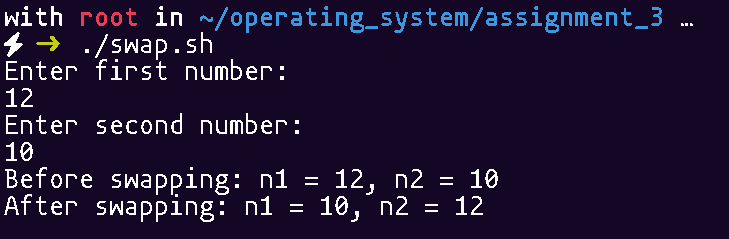 with root in ~/operating_system/assignment_3 …
⚡ ➜ ./swap.sh
Enter first number:
12
Enter second number:
10
Before swapping: n1 = 12, n2 = 10
After swapping: n1 = 10, n2 = 12